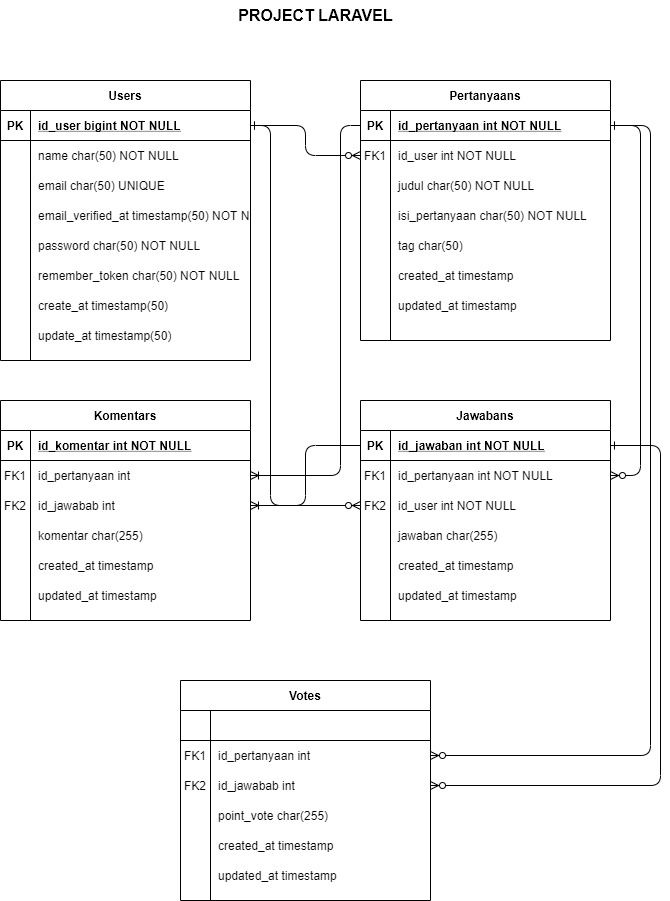 PROJECT LARAVEL
Users
PK id_user bigint NOT NULL
name char(50) NOT NULL
email char(50) UNIQUE
email_verified_at timestamp(50) NOT N
password char(50) NOT NULL
remember_token char(50) NOT NULL
create_at timestamp(50)
update_at timestamp(50)
Pertanyaans
PK id_pertanyaan int NOT NULL
FK1 id_user int NOT NULL
judul char(50) NOT NULL
isi_pertanyaan char(50) NOT NULL
tag char(50)
created_at timestamp
updated_at timestamp
Komentars
PK id_komentar int NOT NULL
FK1 id_pertanyaan int
FK2 id_jawabab int
komentar char(255)
created_at timestamp
updated_at timestamp
Jawabans
PK id_jawaban int NOT NULL
FK1 id_pertanyaan int NOT NULL
FK2 id_user int NOT NULL
jawaban char(255)
created_at timestamp
updated_at timestamp
Votes
FK1 id_pertanyaan int
FK2 id_jawabab int
point_vote char(255)
created_at timestamp
updated_at timestamp